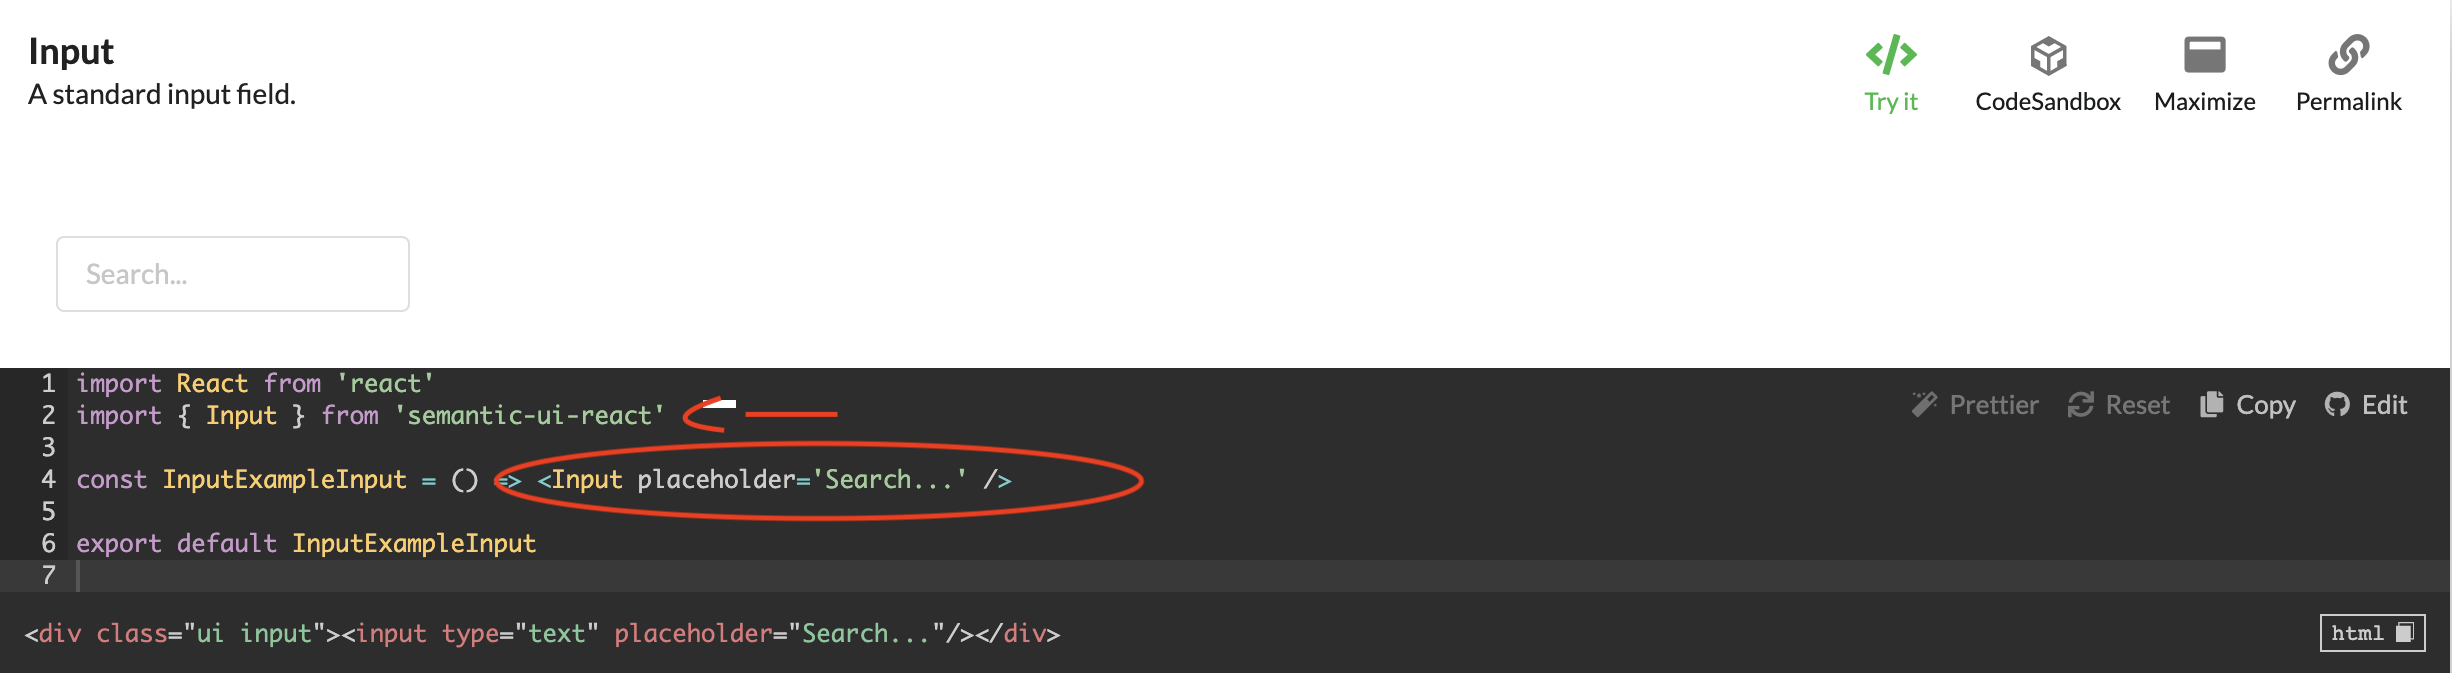 Input
A standard input field.
Try it
CodeSandbox
Maximize
Permalink
Search...
1 import React from 'react'
2 import { Input } from 'semantic-ui-react'
3
4 const InputExampleInput = () => <Input placeholder='Search...' />
5
6 export default InputExampleInput
7
Prettier
Reset
Copy
Edit
<div class="ui input"><input type="text" placeholder="Search..."/></div>
html